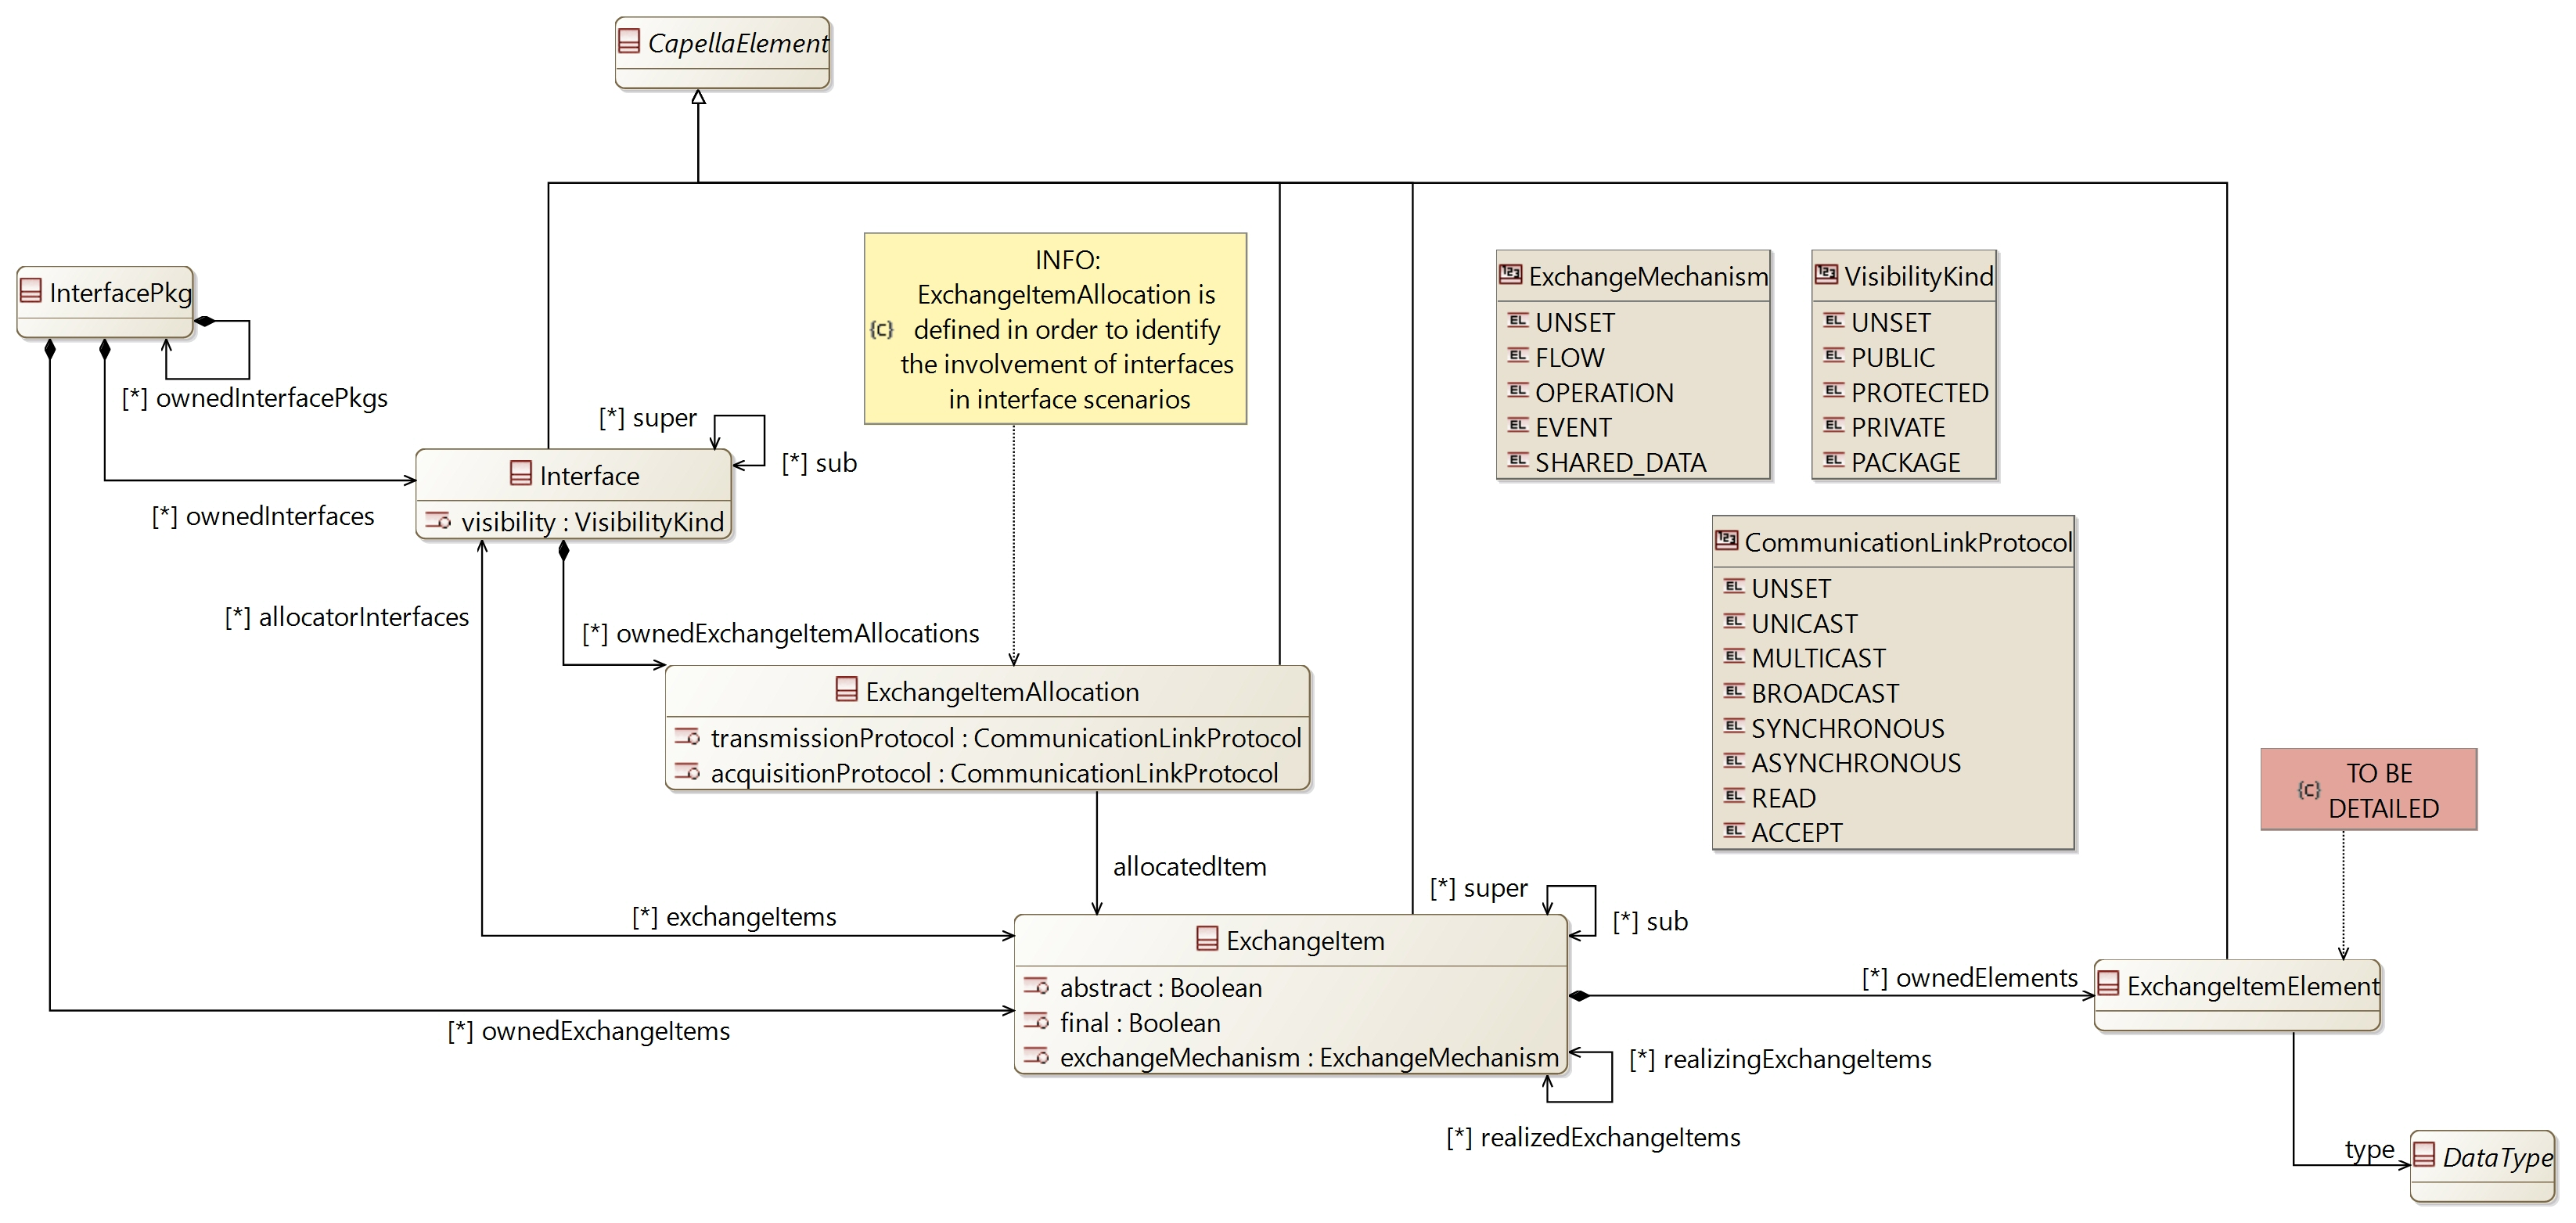 CapellaElement
InterfacePkg
[*] ownedInterfacePkgs
[*] ownedInterfaces
INFO:
ExchangeItemAllocation is
{c} defined in order to identify
the involvement of interfaces
in interface scenarios
[*] super
[*] sub
Interface
visibility : VisibilityKind
ExchangeMechanism
UNSET
FLOW
OPERATION
EVENT
SHARED_DATA
VisibilityKind
UNSET
PUBLIC
PROTECTED
PRIVATE
PACKAGE
CommunicationLinkProtocol
UNSET
UNICAST
MULTICAST
BROADCAST
SYNCHRONOUS
ASYNCHRONOUS
READ
ACCEPT
[*] allocatorInterfaces
[*] ownedExchangeItemAllocations
ExchangeItemAllocation
transmissionProtocol : CommunicationLinkProtocol
acquisitionProtocol : CommunicationLinkProtocol
TO BE
{c} DETAILED
allocatedItem
[*] exchangeItems
[*] super
[*] sub
ExchangeItem
abstract : Boolean
final : Boolean
exchangeMechanism : ExchangeMechanism
[*] ownedExchangeItems
[*] ownedElements
ExchangeItemElement
[*] realizingExchangeItems
[*] realizedExchangeItems
type
DataType